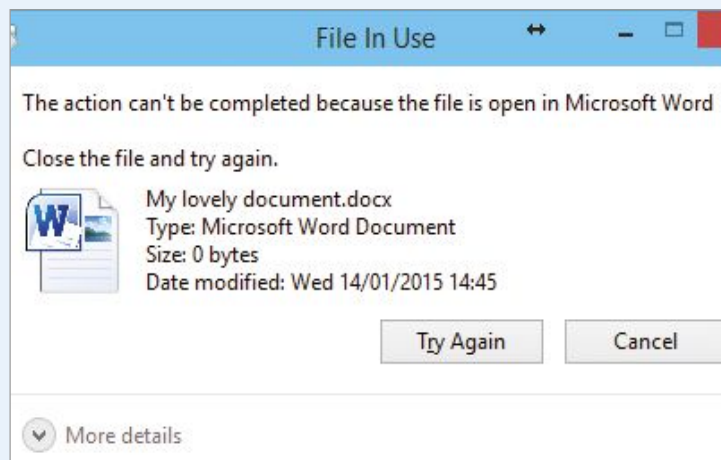 File In Use
The action can't be completed because the file is open in Microsoft Word
Close the file and try again.
My lovely document.docx
W
Type: Microsoft Word Document
Size: 0 bytes
Date modified: Wed 14/01/2015 14:45
Try Again
Cancel
More details